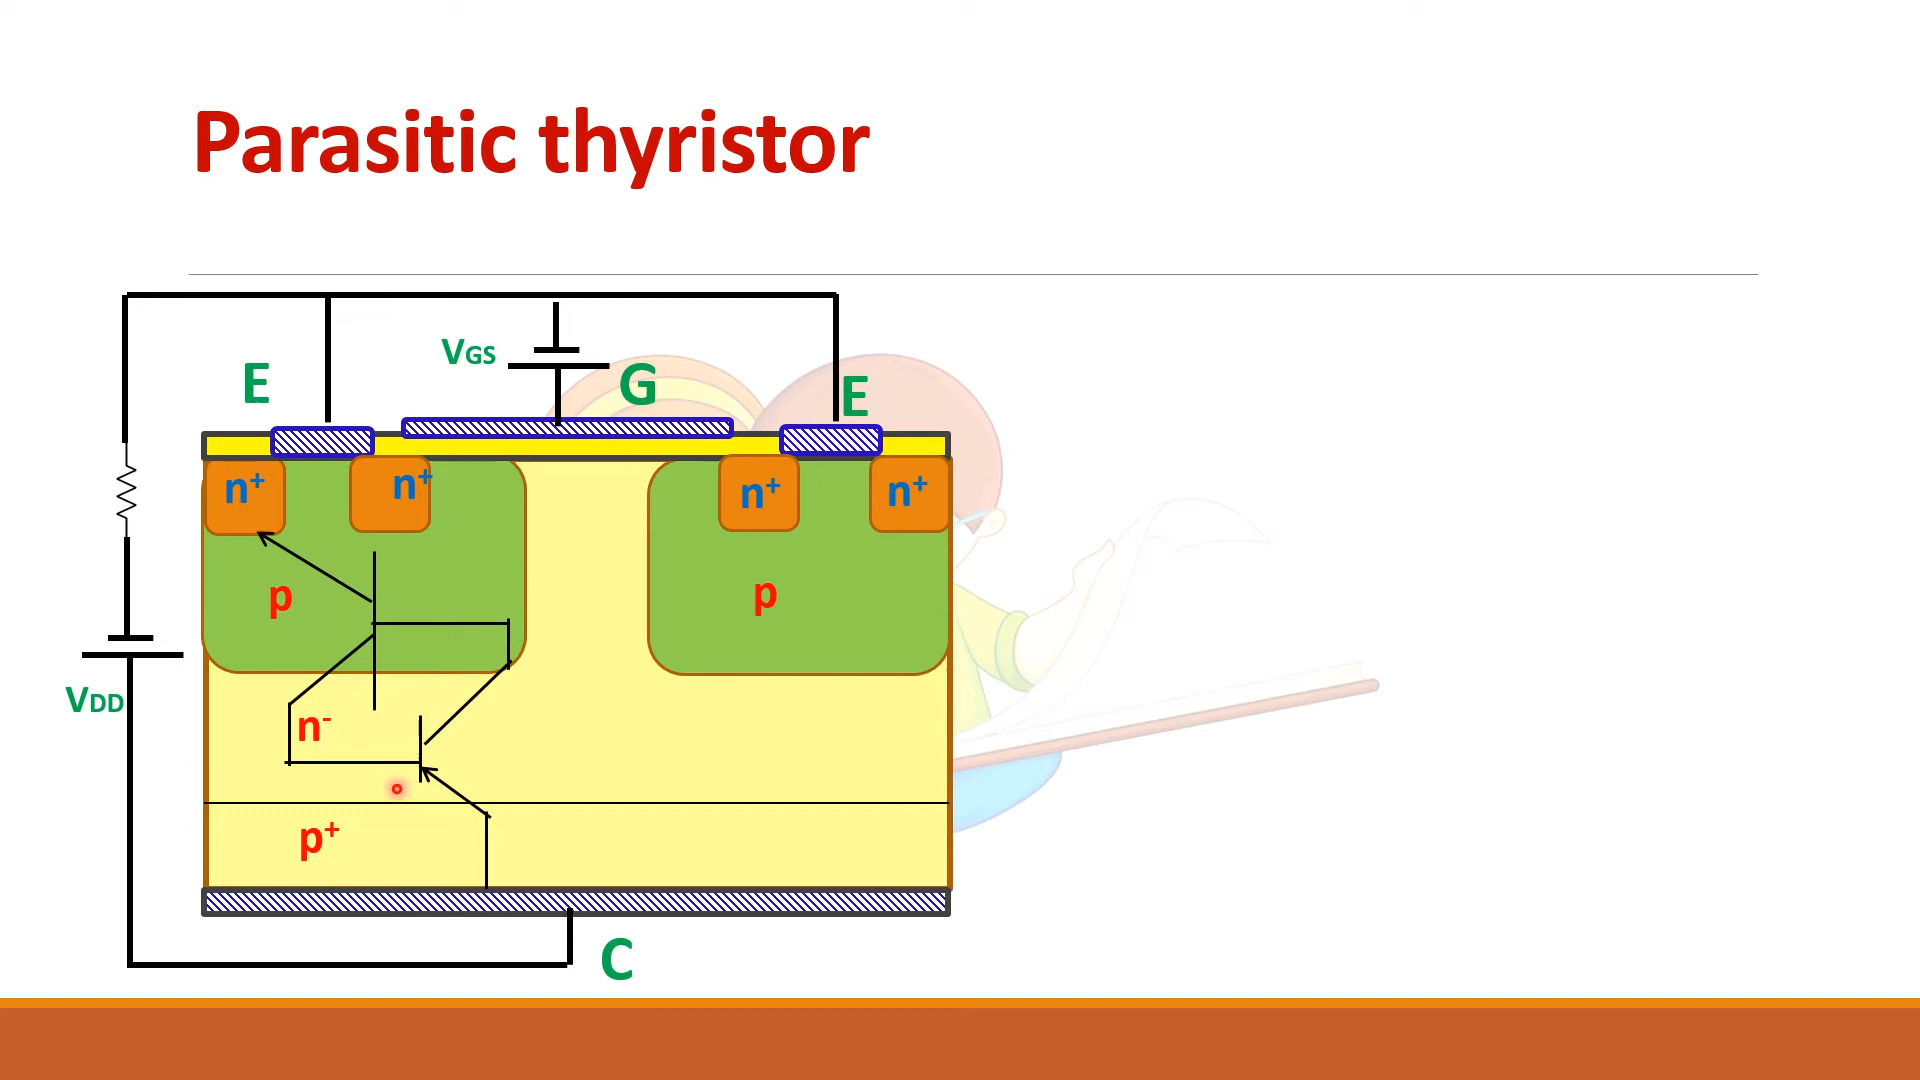 Parasitic thyristor
VGS
E
G
E
n+
n+
n+
n+
p
p
VDD
n-
p+
C